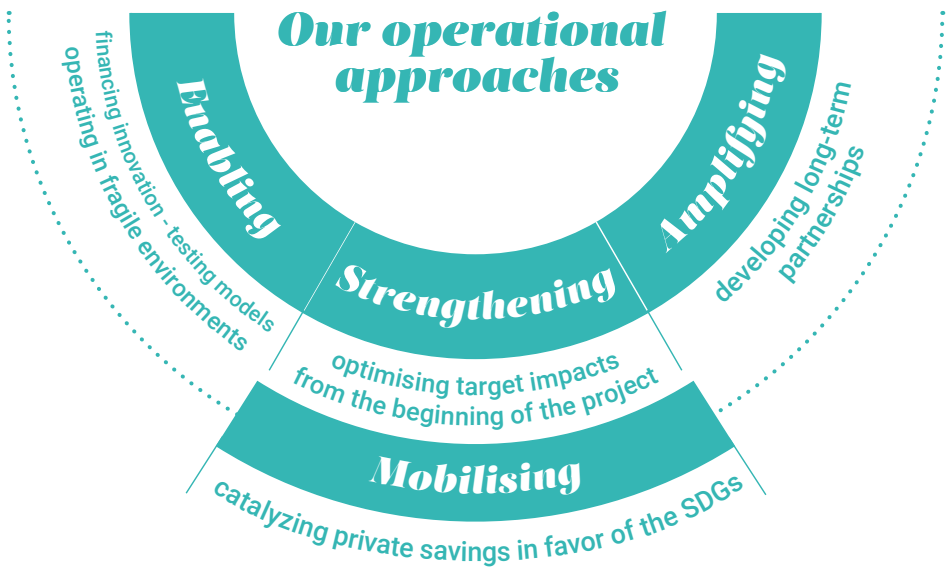 Our operational
approaches
Enabling
financing innovation - testing models
operating in fragile environments
Strengthening
optimising target impacts
from the beginning of the project
Amplifying
developing long-term
partnerships
Mobilising
catalyzing private savings in favor of the SDGs